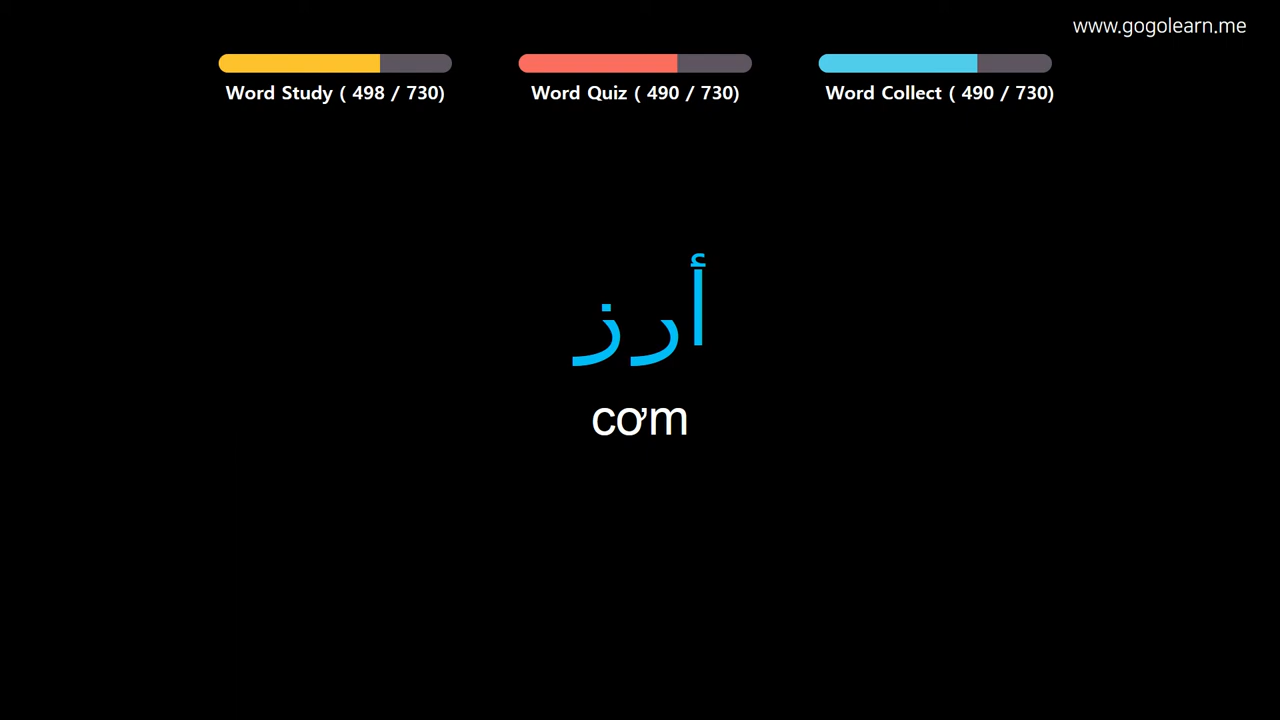 www.gogolearn.me
Word Study ( 498 / 730)
Word Quiz ( 490 / 730)
Word Collect ( 490 / 730)
أرز
cơm